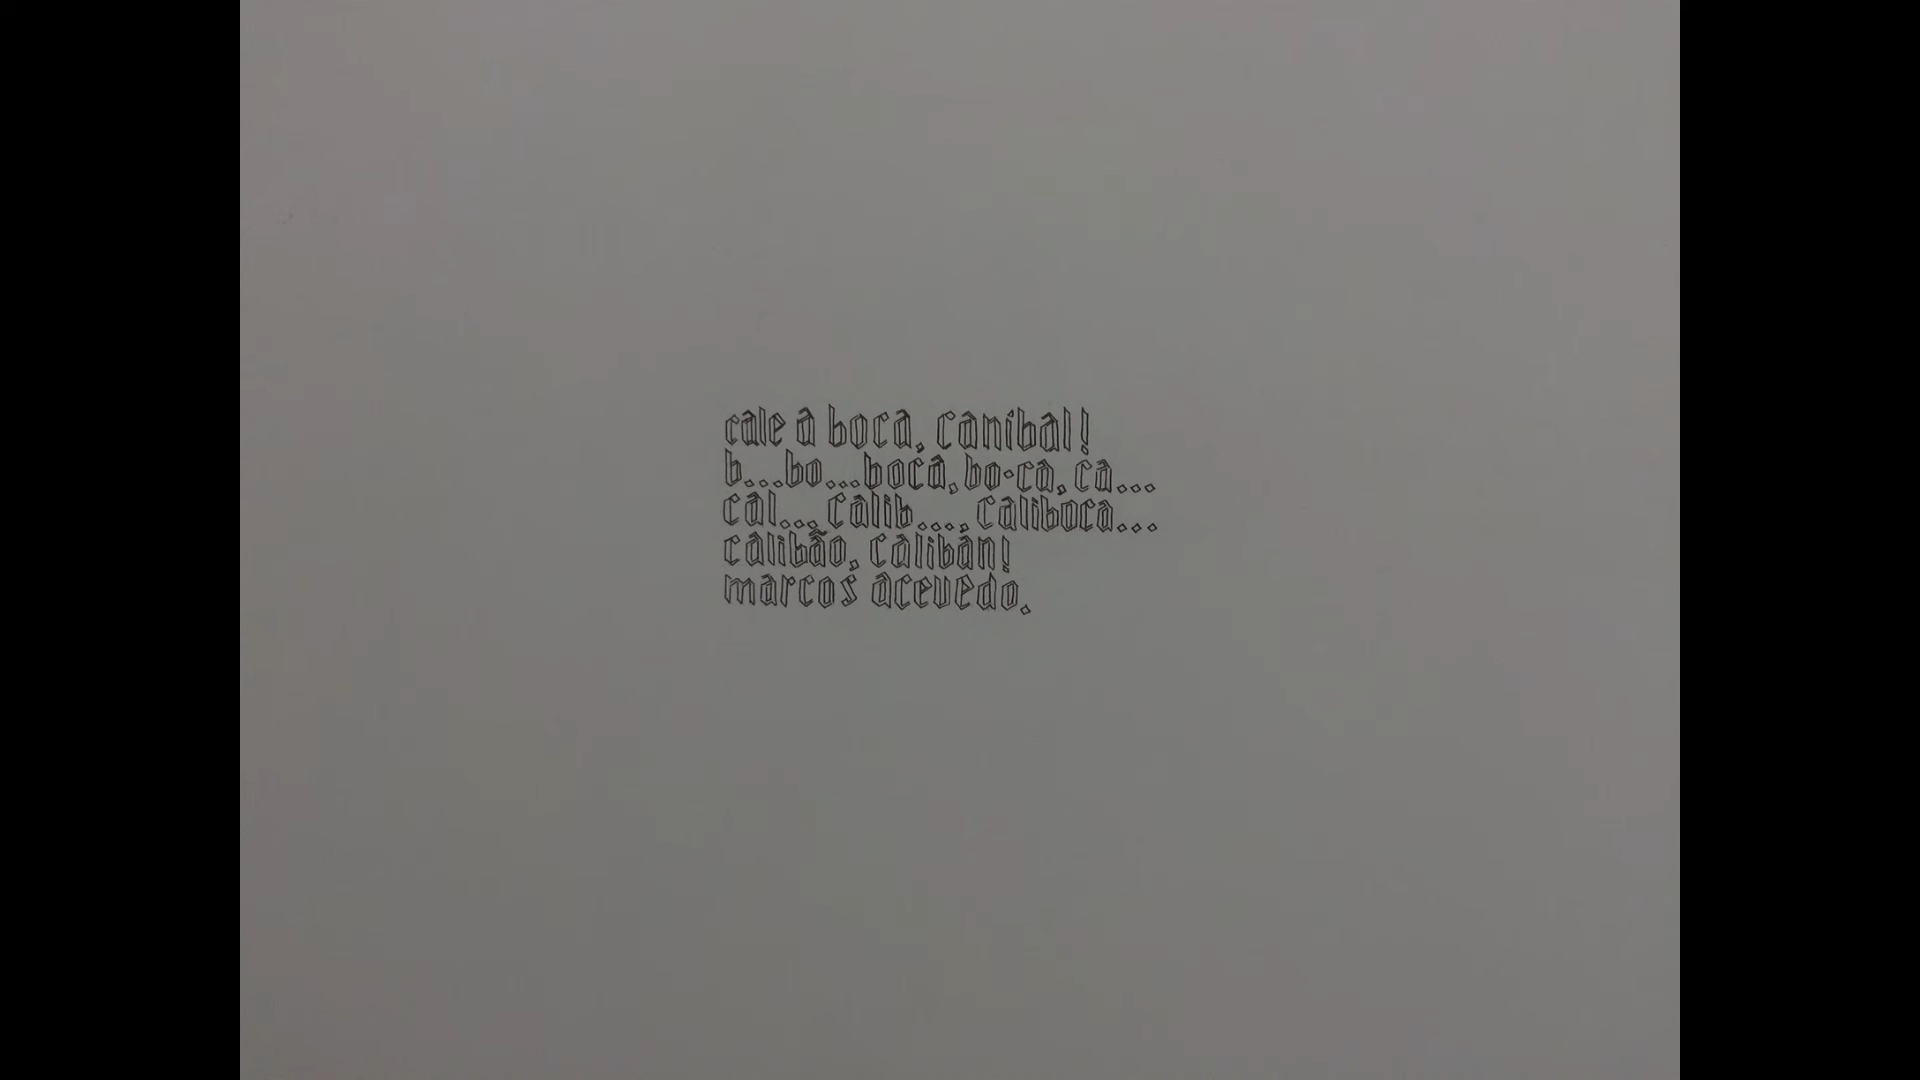 cale a boca, canibal!
b...bo...boca, bo-ca, ca...
cal..., calib...., caliboca...
calibão, calibán!
marcos acevedo.